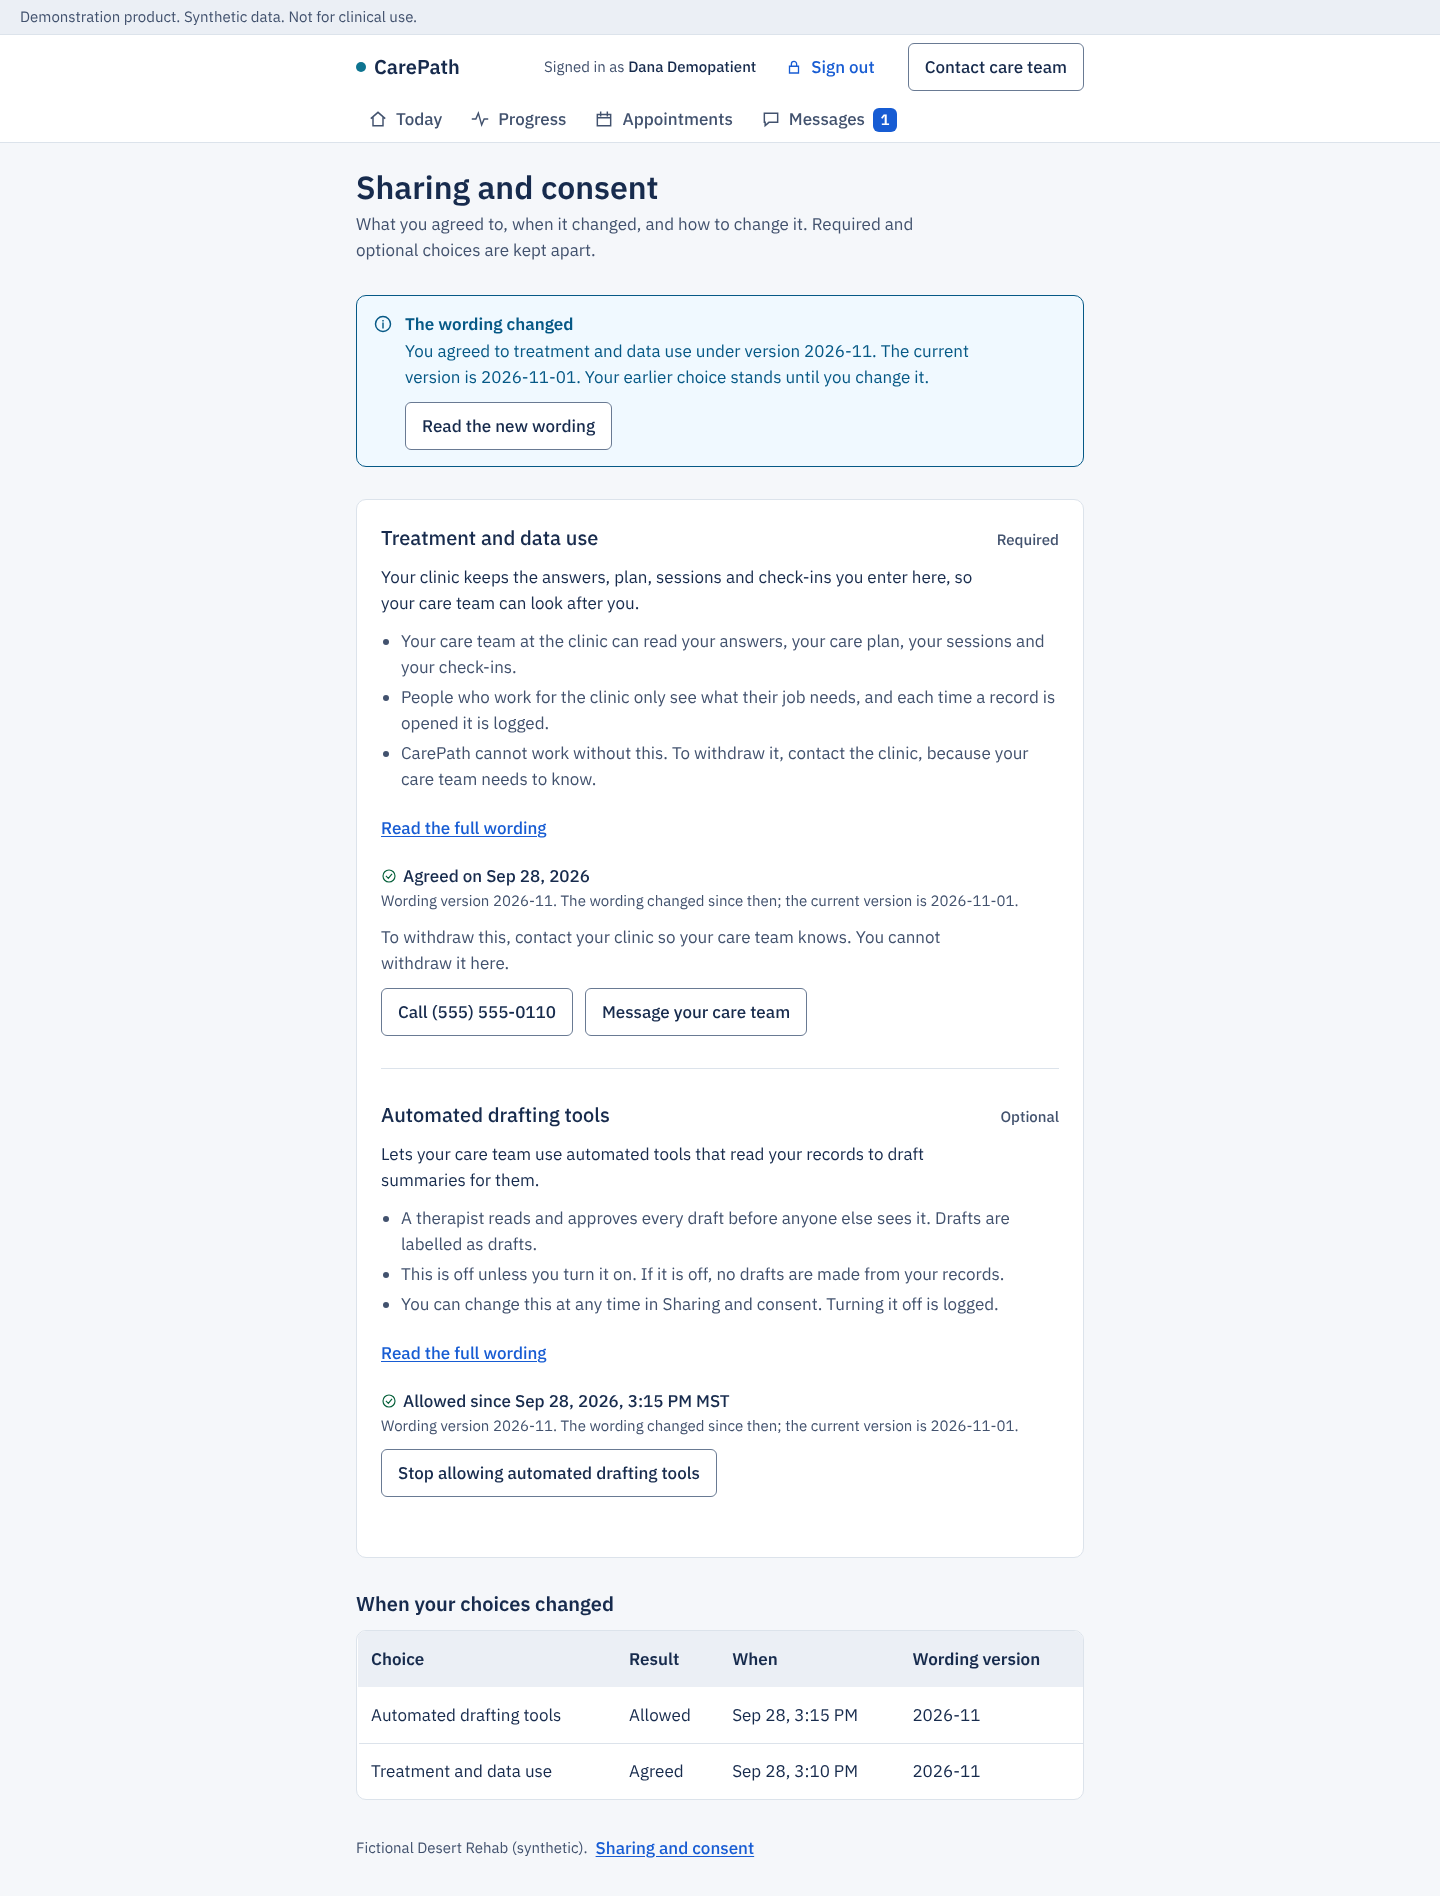 Demonstration product. Synthetic data. Not for clinical use.
CarePath
Signed in as Dana Demopatient
Sign out
Contact care team
Today
Progress
Appointments
Messages 1
Sharing and consent
What you agreed to, when it changed, and how to change it. Required and
optional choices are kept apart.
The wording changed
You agreed to treatment and data use under version 2026-11. The current
version is 2026-11-01. Your earlier choice stands until you change it.
Read the new wording
Treatment and data use
Required
Your clinic keeps the answers, plan, sessions and check-ins you enter here, so
your care team can look after you.
Your care team at the clinic can read your answers, your care plan, your sessions and
your check-ins.
People who work for the clinic only see what their job needs, and each time a record is
opened it is logged.
CarePath cannot work without this. To withdraw it, contact the clinic, because your
care team needs to know.
Read the full wording
Agreed on Sep 28, 2026
Wording version 2026-11. The wording changed since then; the current version is 2026-11-01.
To withdraw this, contact your clinic so your care team knows. You cannot
withdraw it here.
Call (555) 555-0110
Message your care team
Automated drafting tools
Optional
Lets your care team use automated tools that read your records to draft
summaries for them.
A therapist reads and approves every draft before anyone else sees it. Drafts are
labelled as drafts.
This is off unless you turn it on. If it is off, no drafts are made from your records.
You can change this at any time in Sharing and consent. Turning it off is logged.
Read the full wording
Allowed since Sep 28, 2026, 3:15 PM MST
Wording version 2026-11. The wording changed since then; the current version is 2026-11-01.
Stop allowing automated drafting tools
When your choices changed
Choice Result When Wording version
Automated drafting tools Allowed Sep 28, 3:15 PM 2026-11
Treatment and data use Agreed Sep 28, 3:10 PM 2026-11
Fictional Desert Rehab (synthetic). Sharing and consent